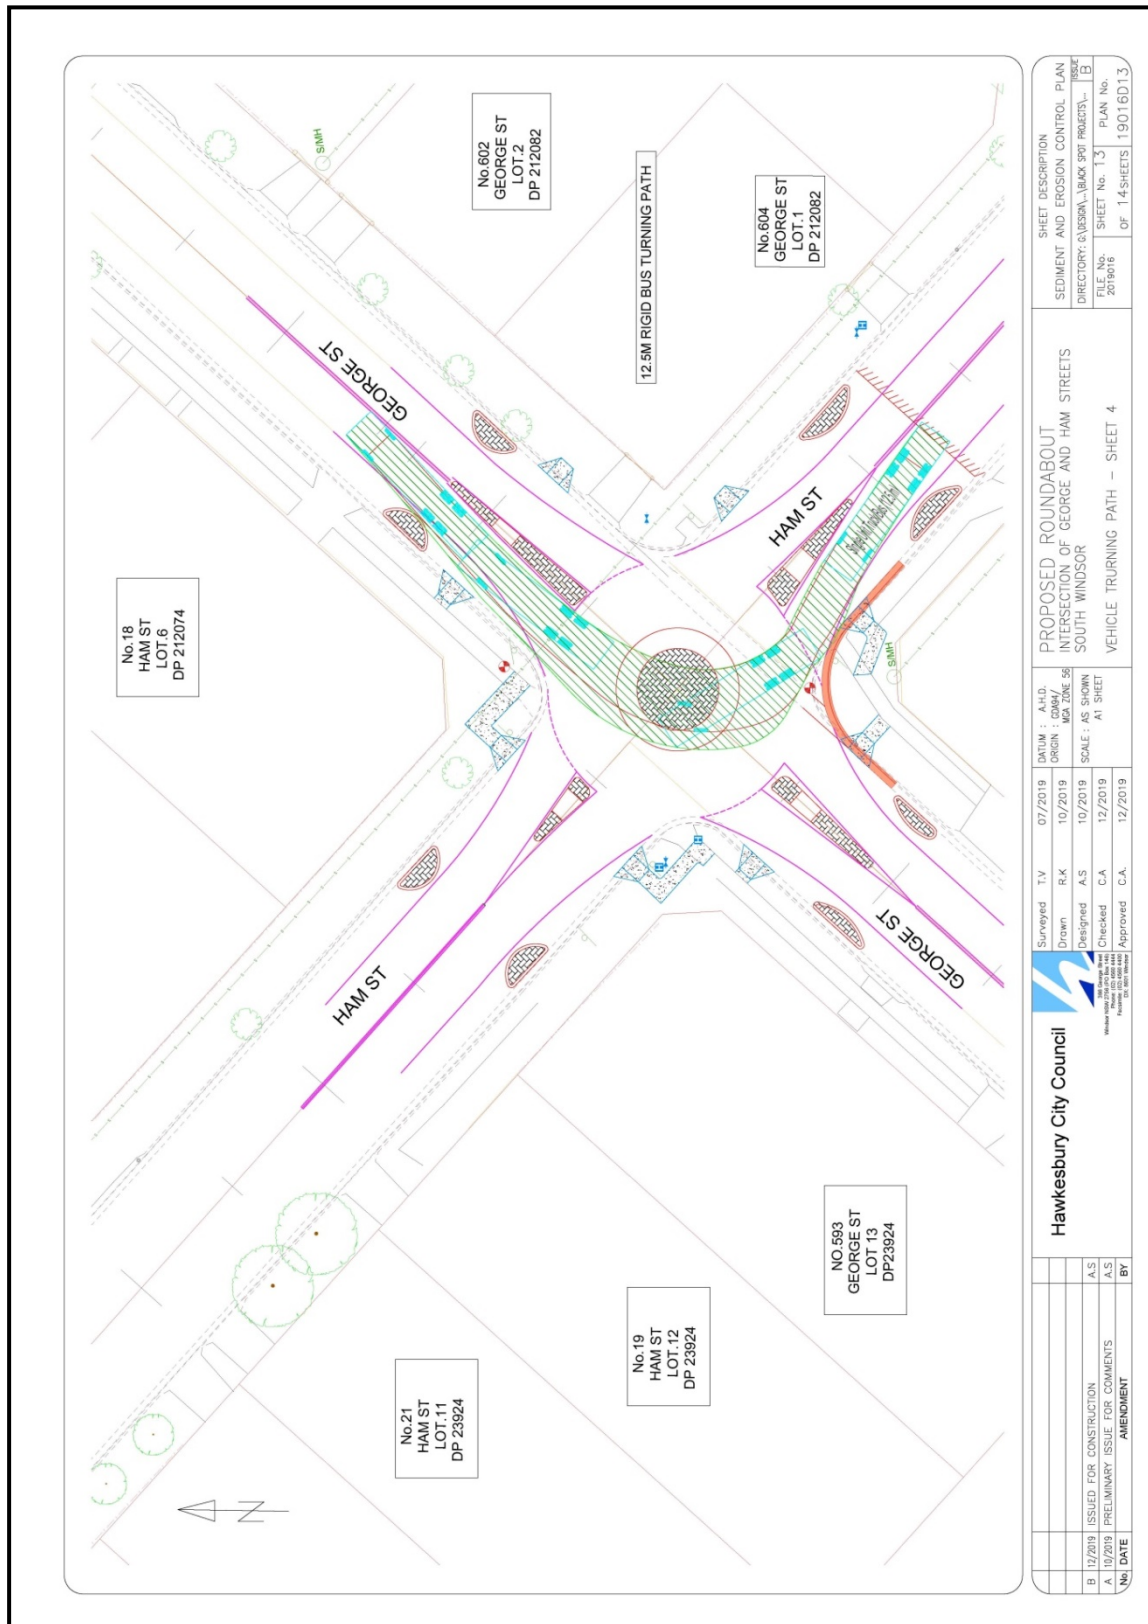 No.602
GEORGE ST
LOT.2
DP 212082
S/MH
12.5M RIGID BUS TURNING PATH
No.604
GEORGE ST
LOT.1
DP 212082
GEORGE ST
HAM ST
No.18
HAM ST
LOT.6
DP 212074
S/MH
H
H
H
HAM ST
GEORGE ST
NO.593
GEORGE ST
LOT 13
DP23924
No.19
HAM ST
LOT.12
DP 23924
No.21
HAM ST
LOT.11
DP 23924
N
B 12/2019 ISSUED FOR CONSTRUCTION A.S
A 10/2019 PRELIMINARY ISSUE FOR COMMENTS A.S
No. DATE AMENDMENT BY
Hawkesbury City Council
Surveyed T.V 07/2019
Drawn R.K 10/2019
Designed A.S 10/2019
Checked C.A 12/2019
Approved C.A. 12/2019
DATUM : A.H.D.
ORIGIN : GDA94/
MGA ZONE 56
SCALE : AS SHOWN
A1 SHEET
PROPOSED ROUNDABOUT
INTERSECTION OF GEORGE AND HAM STREETS
SOUTH WINDSOR
VEHICLE TRURNING PATH – SHEET 4
SHEET DESCRIPTION
SEDIMENT AND EROSION CONTROL PLAN
DIRECTORY: G:\DESIGN\...\BLACK SPOT PROJECTS\...
ISSUE
B
FILE No.
2019016
SHEET No. 13
OF 14SHEETS
PLAN No.
19016D13